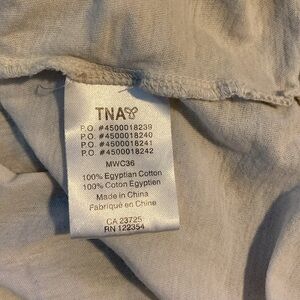 TNA
P.O. #4500018239
P.O. #4500018240
P.O. #4500018241
P.O. #4500018242
MWC36
100% Egyptian Cotton
100% Coton Egyptien
Made in China
Fabriqué en Chine
CA 23725
RN 122354